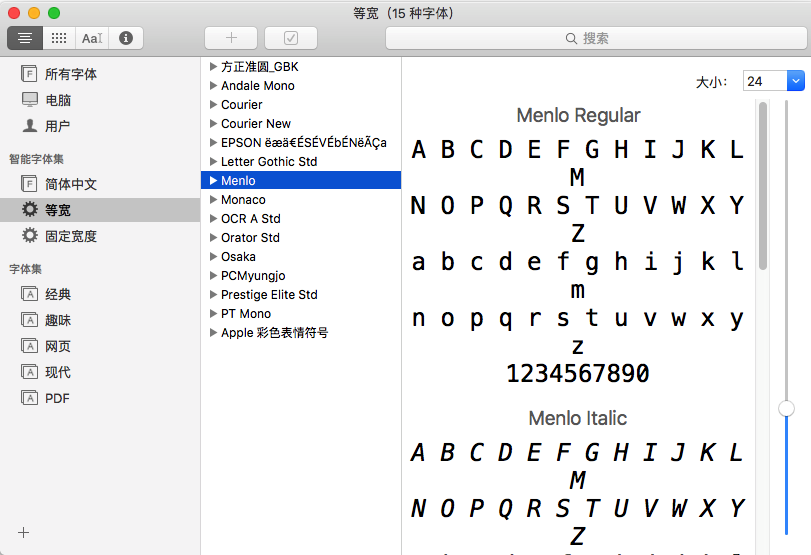 等宽（15 种字体）
Aa
搜索
所有字体
电脑
用户
智能字体集
简体中文
等宽
固定宽度
字体集
经典
趣味
网页
现代
PDF
方正准圆_GBK
Andale Mono
Courier
Courier New
EPSON ëæä€ÉSÉVÉbÉNëÃÇa
Letter Gothic Std
Menlo
Monaco
OCR A Std
Orator Std
Osaka
PCMyungjo
Prestige Elite Std
PT Mono
Apple 彩色表情符号
大小： 24
Menlo Regular
A B C D E F G H I J K L
M
N O P Q R S T U V W X Y
Z
a b c d e f g h i j k l
m
n o p q r s t u v w x y
z
1234567890
Menlo Italic
A B C D E F G H I J K L
M
N O P Q R S T U V W X Y
Z